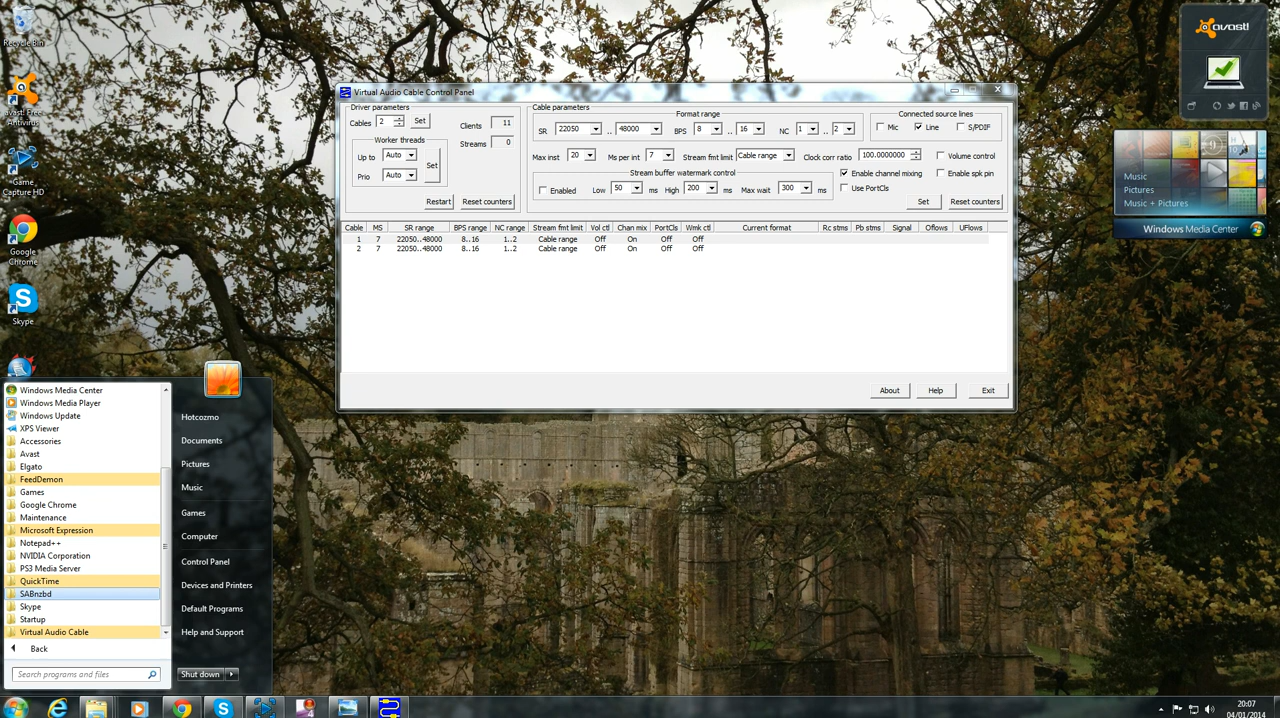 Recycle Bin
avast! Free
Antivirus
Game
Capture HD
Google
Chrome
Skype
Virtual Audio Cable Control Panel
Driver parameters
Cables 2 Set
Clients 11
Streams 0
Worker threads
Up to Auto
Prio Auto
Set
Restart Reset counters
Cable parameters
Format range
SR 22050 .. 48000 BPS 8 .. 16 NC 1 .. 2
Connected source lines
Mic Line S/PDIF
Max inst 20 Ms per int 7 Stream fmt limit Cable range Clock corr ratio 100.0000000 Volume control
Stream buffer watermark control
Enabled Low 50 ms High 200 ms Max wait 300 ms
Enable channel mixing Enable spk pin
Use PortCls
Set Reset counters
Cable MS SR range BPS range NC range Stream fmt limit Vol ctl Chan mix PortCls Wmk ctl Current format Rc stms Pb stms Signal Oflows UFlows
1 7 22050..48000 8..16 1..2 Cable range Off On Off Off
2 7 22050..48000 8..16 1..2 Cable range Off On Off Off
About Help Exit
avast!
Music
Pictures
Music + Pictures
Windows Media Center
Windows Media Center
Windows Media Player
Windows Update
XPS Viewer
Accessories
Avast
Elgato
FeedDemon
Games
Google Chrome
Maintenance
Microsoft Expression
Notepad++
NVIDIA Corporation
PS3 Media Server
QuickTime
SABnzbd
Skype
Startup
Virtual Audio Cable
Back
Search programs and files
Hotcozmo
Documents
Pictures
Music
Games
Computer
Control Panel
Devices and Printers
Default Programs
Help and Support
Shut down
20:07
04/01/2014